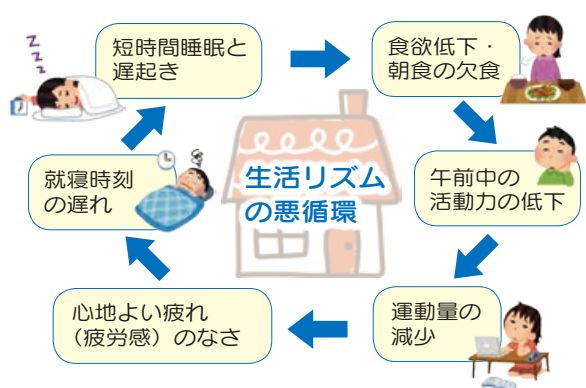 短時間睡眠と
遅起き
食欲低下・
朝食の欠食
午前中の
活動力の低下
運動量の
減少
心地よい疲れ
（疲労感）のなさ
就寝時刻
の遅れ
生活リズム
の悪循環
Z
Z
Z